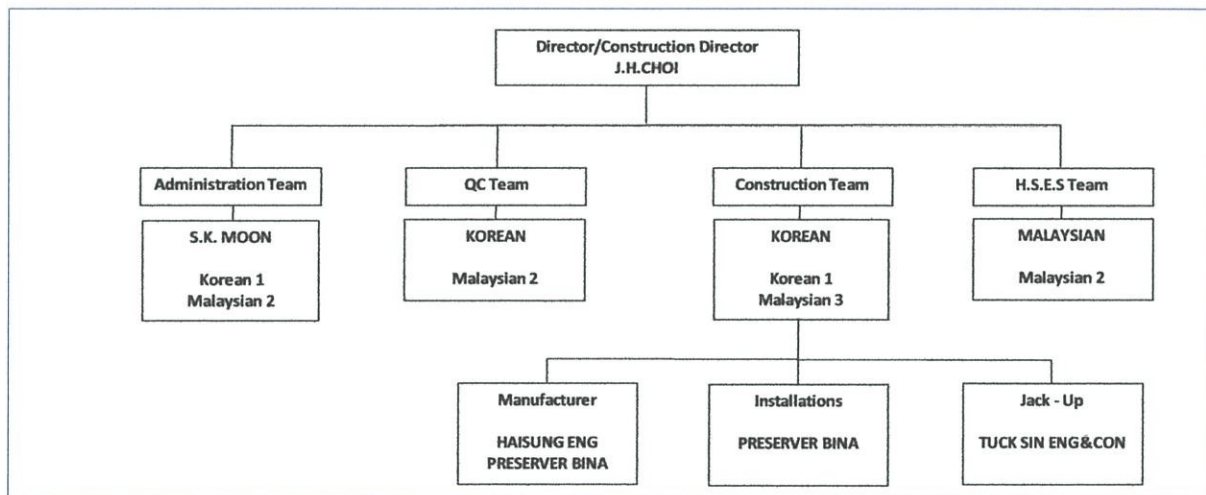 Director/Construction Director
J.H.CHOI
Administration Team
QC Team
Construction Team
H.S.E.S Team
S.K. MOON
Korean 1
Malaysian 2
KOREAN
Malaysian 2
KOREAN
Korean 1
Malaysian 3
MALAYSIAN
Malaysian 2
Manufacturer
HAISUNG ENG
PRESERVER BINA
Installations
PRESERVER BINA
Jack - Up
TUCK SIN ENG&CON